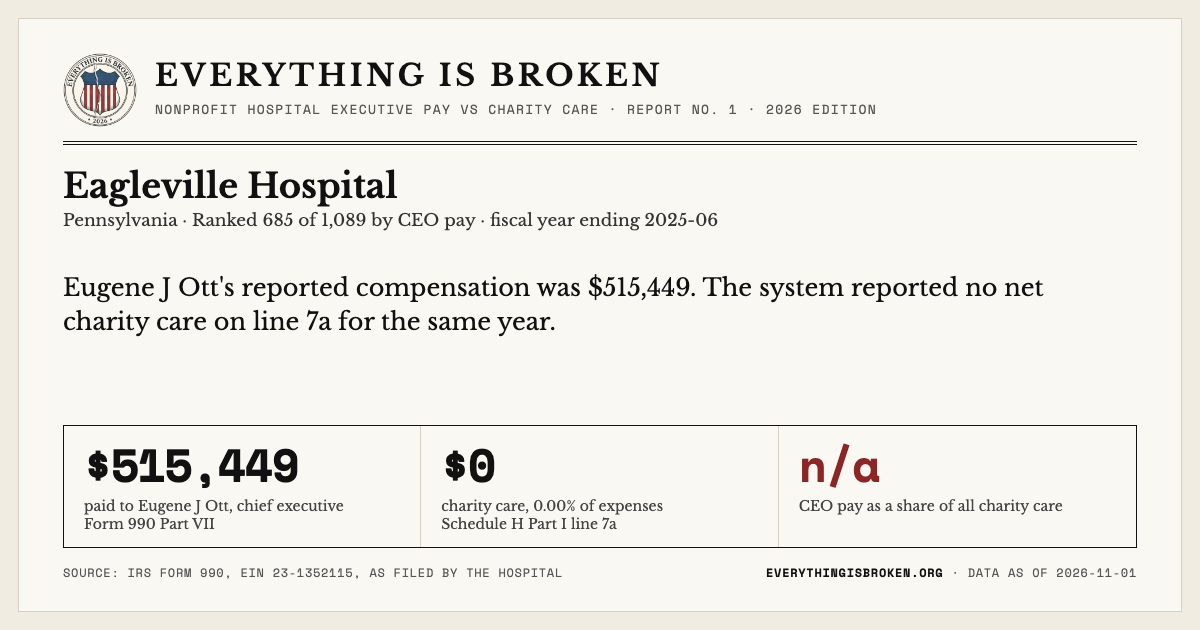 EVERYTHING IS BROKEN
2026
EVERYTHING IS BROKEN
NONPROFIT HOSPITAL EXECUTIVE PAY VS CHARITY CARE · REPORT NO. 1 · 2026 EDITION
Eagleville Hospital
Pennsylvania · Ranked 685 of 1,089 by CEO pay · fiscal year ending 2025-06
Eugene J Ott's reported compensation was $515,449. The system reported no net
charity care on line 7a for the same year.
$515,449
paid to Eugene J Ott, chief executive
Form 990 Part VII
$0
charity care, 0.00% of expenses
Schedule H Part I line 7a
n/a
CEO pay as a share of all charity care
SOURCE: IRS FORM 990, EIN 23-1352115, AS FILED BY THE HOSPITAL
EVERYTHINGISBROKEN.ORG · DATA AS OF 2026-11-01